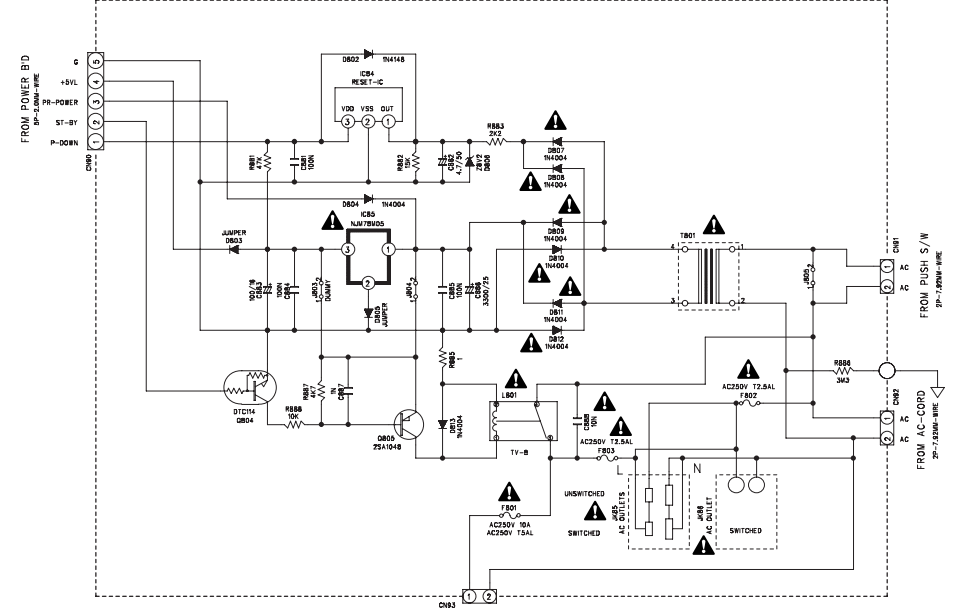 FROM POWER B'D
5P-2.0MM-WIRE
CN90
G 5
+5VL 4
PR-POWER 3
ST-BY 2
P-DOWN 1
D802 1N4148
IC84
RESET-IC
VDD VSS OUT
3 2 1
R881
47K
C881
100N
R882
15K
C882
4.7/50
D806
R883
2K2
D807
1N4004
D808
1N4004
D804 1N4004
IC85
NJM78M05
3 1
2
JUMPER
D803
D805
JUMPER
100/16
C883
100N
C884
J803
DUMMY
J804
C885
100N
C886
3300/25
D809
1N4004
D810
1N4004
D811
1N4004
D812
1N4004
T801
4 1
3 2
J805
CN91
1 AC
2 AC
FROM PUSH S/W
2P-7.92MM-WIRE
R886
3M3
CN92
1 AC
2 AC
FROM AC-CORD
2P-7.92MM-WIRE
DTC114
Q804
R888
10K
R887
4K7
1N
C887
Q805
2SA1048
R885
1
D813
1N4004
L801
TV-8
C888
10N
AC250V T2.5AL
F803
AC250V T2.5AL
F802
L
N
UNSWITCHED
SWITCHED
JK85
AC OUTLETS
JK86
AC OUTLET
SWITCHED
F801
AC250V 10A
AC250V T5AL
CN93
1 2